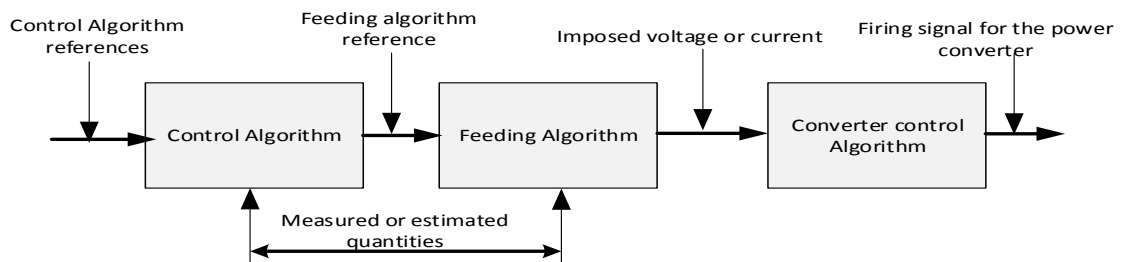 Control Algorithm
references
Feeding algorithm
reference
Imposed voltage or current
Firing signal for the power
converter
Control Algorithm
Feeding Algorithm
Converter control
Algorithm
Measured or estimated
quantities